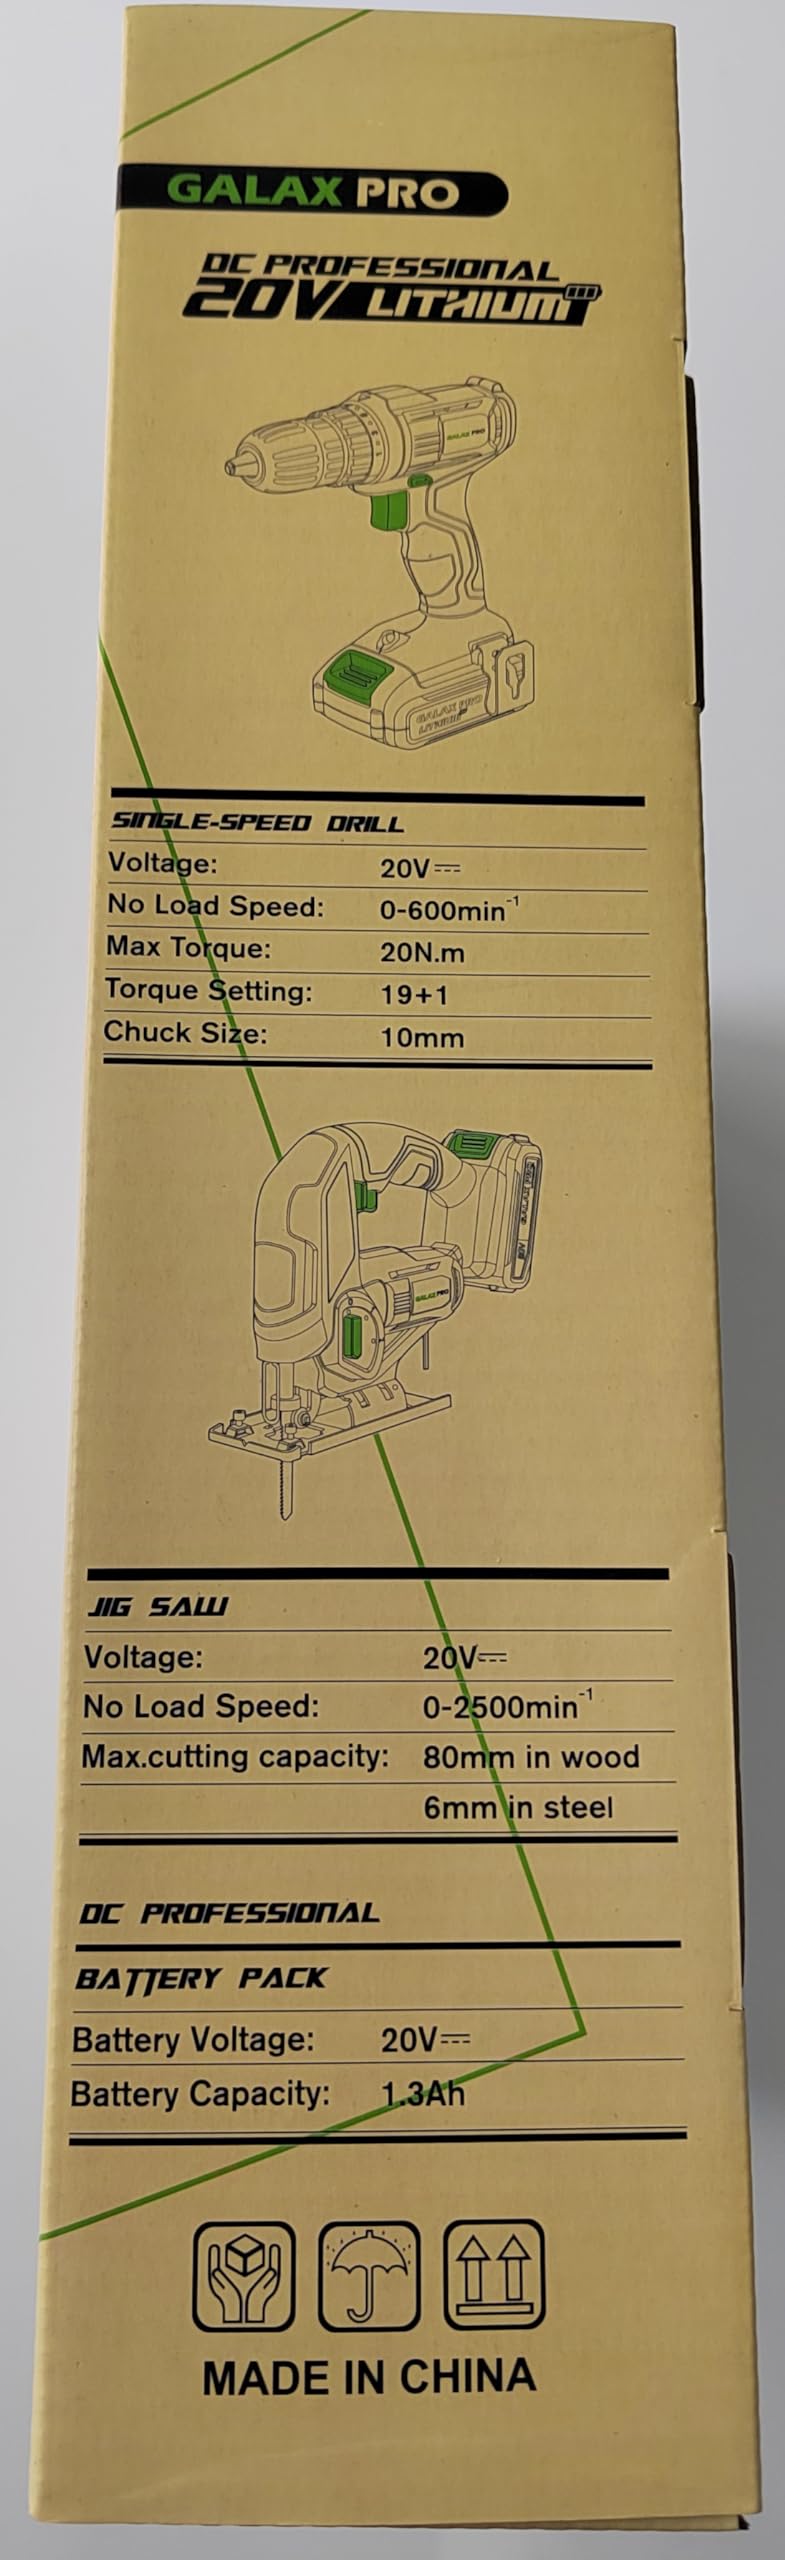 GALAX PRO
DC PROFESSIONAL
20V LITHIUM
GALAX PRO
GALAX PRO
LITHIUM
SINGLE-SPEED DRILL
Voltage: 20V⎓
No Load Speed: 0-600min⁻¹
Max Torque: 20N.m
Torque Setting: 19+1
Chuck Size: 10mm
GALAX PRO
20V
GALAX PRO
JIG SAW
Voltage: 20V⎓
No Load Speed: 0-2500min⁻¹
Max.cutting capacity: 80mm in wood
6mm in steel
DC PROFESSIONAL
BATTERY PACK
Battery Voltage: 20V⎓
Battery Capacity: 1.3Ah
MADE IN CHINA